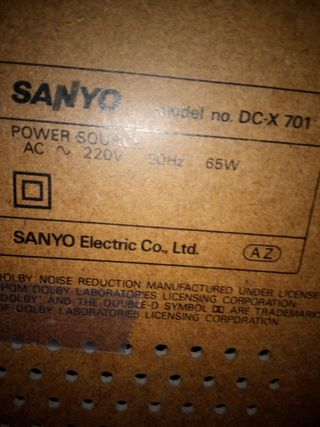 SANYO model no. DC-X 701
POWER SOURCE
AC ~ 220V 50Hz 65W
SANYO Electric Co., Ltd. AZ
DOLBY NOISE REDUCTION MANUFACTURED UNDER LICENSE
FROM DOLBY LABORATORIES LICENSING CORPORATION.
'DOLBY' AND THE DOUBLE-D SYMBOL ARE TRADEMARKS
OF DOLBY LABORATORIES LICENSING CORPORATION.